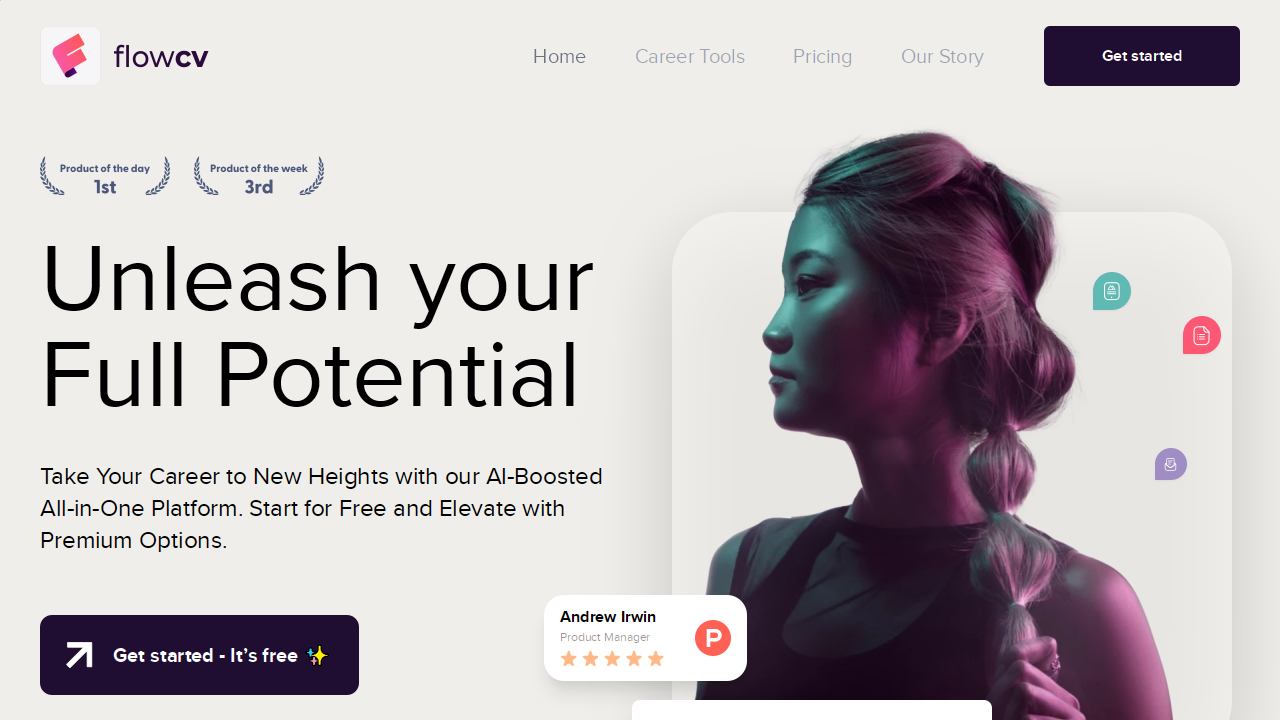 flowcv
Home
Career Tools
Pricing
Our Story
Get started
Product of the day
1st
Product of the week
3rd
Unleash your
Full Potential
Take Your Career to New Heights with our AI-Boosted
All-in-One Platform. Start for Free and Elevate with
Premium Options.
Get started - It’s free ✨
Andrew Irwin
Product Manager
P